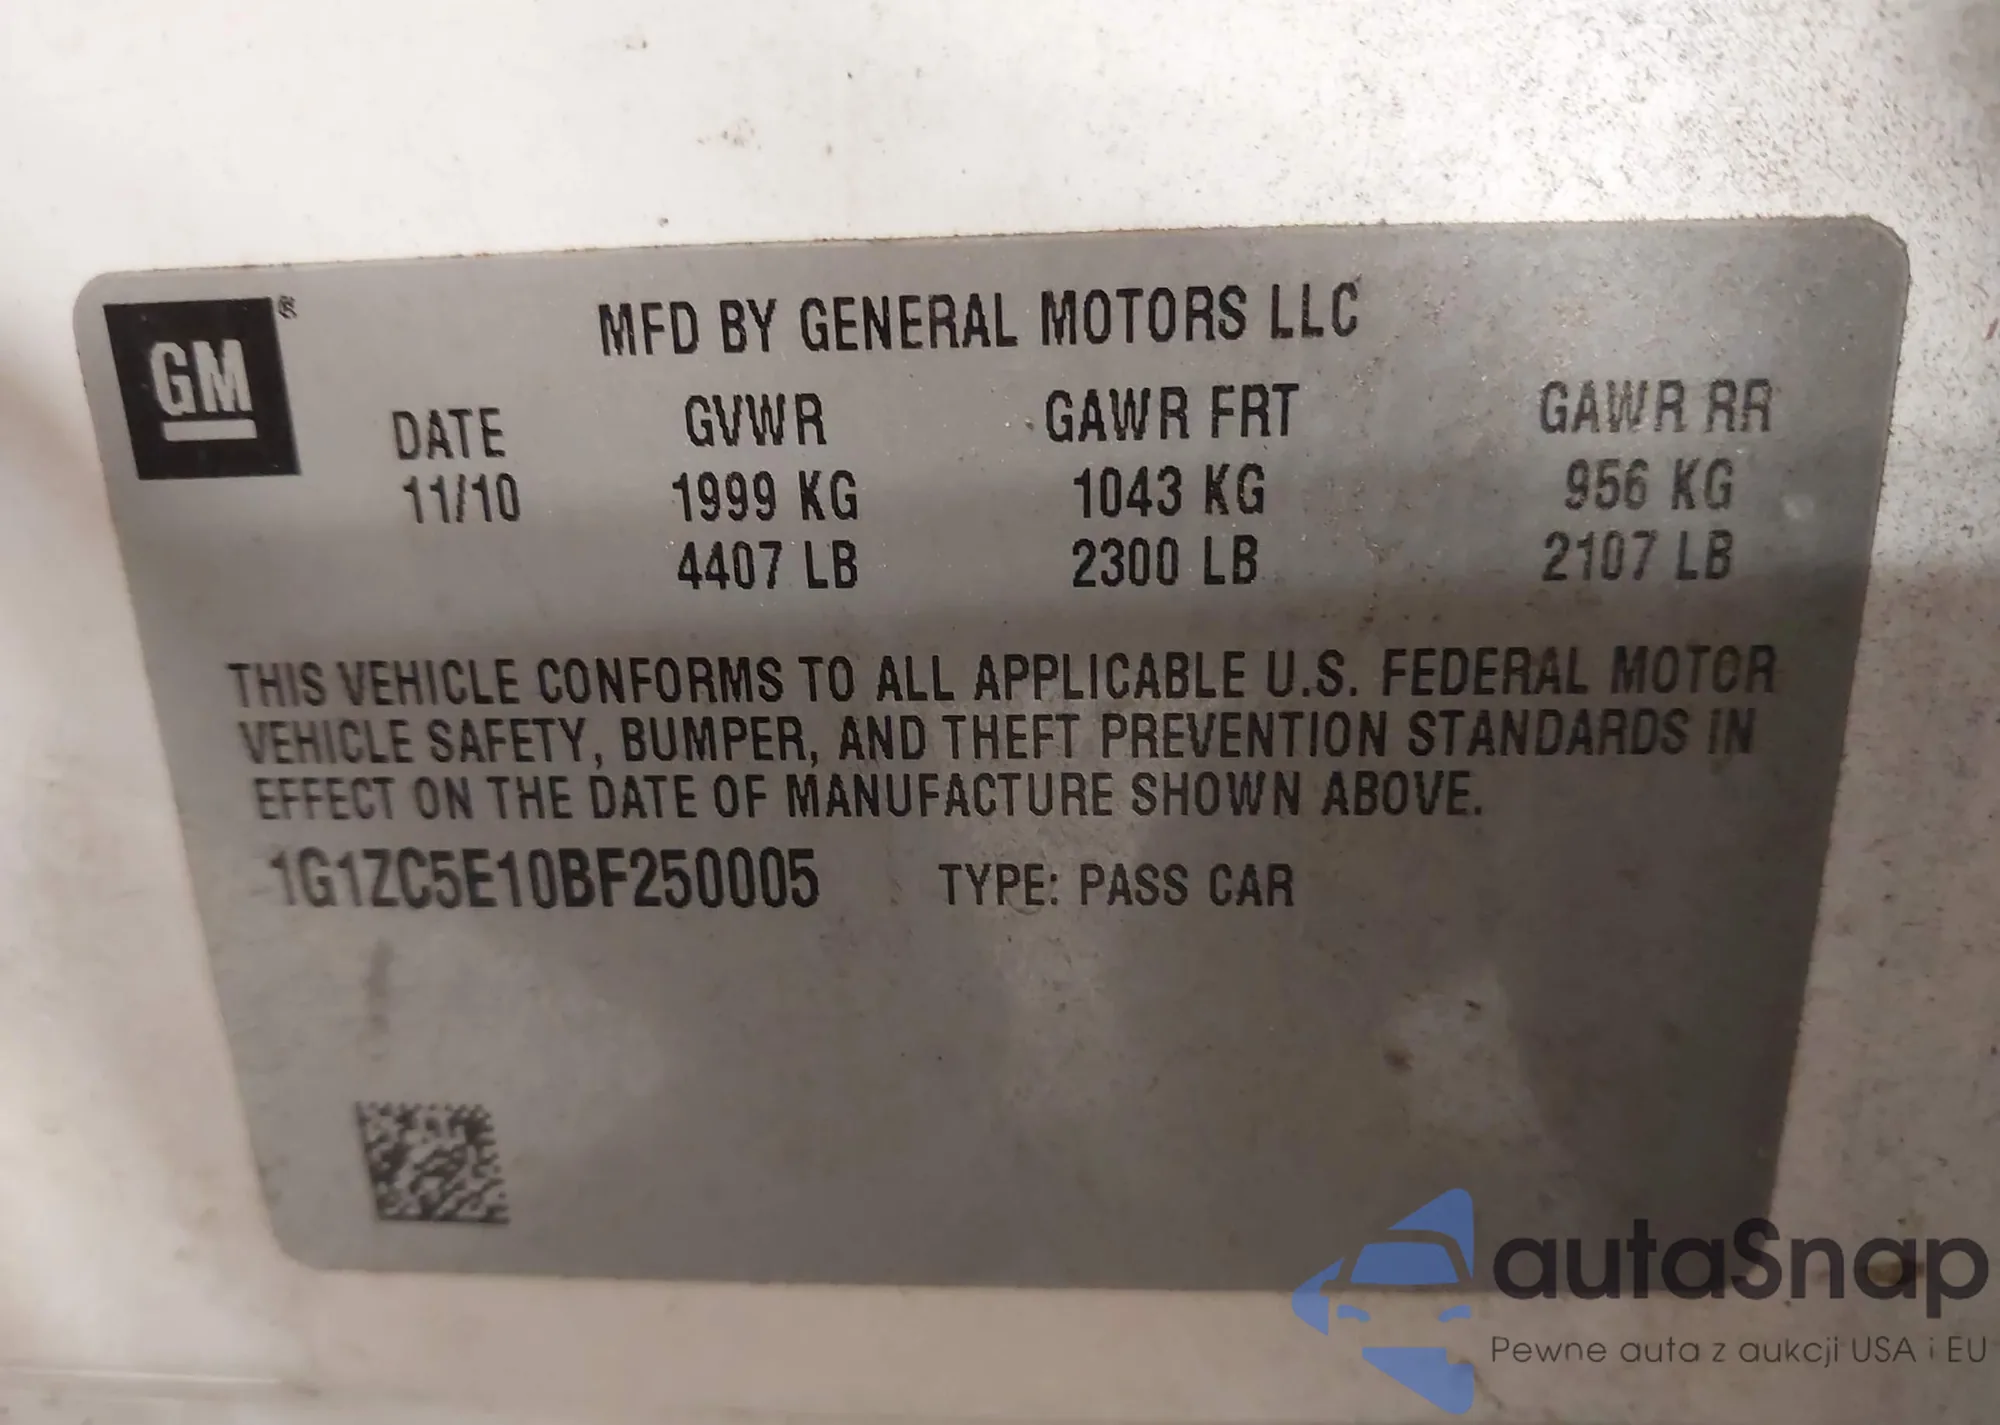 GM ®
MFD BY GENERAL MOTORS LLC
DATE GVWR GAWR FRT GAWR RR
11/10 1999 KG 1043 KG 956 KG
4407 LB 2300 LB 2107 LB
THIS VEHICLE CONFORMS TO ALL APPLICABLE U.S. FEDERAL MOTOR
VEHICLE SAFETY, BUMPER, AND THEFT PREVENTION STANDARDS IN
EFFECT ON THE DATE OF MANUFACTURE SHOWN ABOVE.
1G1ZC5E10BF250005 TYPE: PASS CAR
autaSnap
Pewne auta z aukcji USA i EU